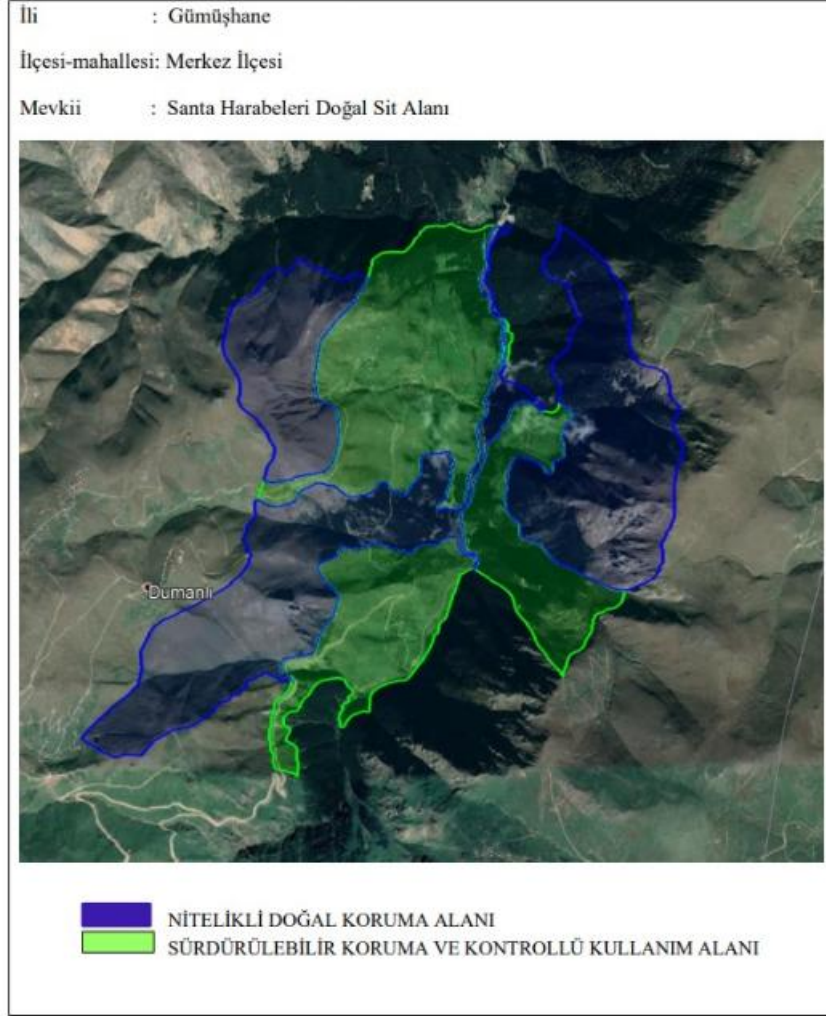 İli : Gümüşhane
İlçesi-mahallesi: Merkez İlçesi
Mevkii : Santa Harabeleri Doğal Sit Alanı
Dumanlı
NİTELİKLİ DOĞAL KORUMA ALANI
SÜRDÜRÜLEBİLİR KORUMA VE KONTROLLÜ KULLANIM ALANI